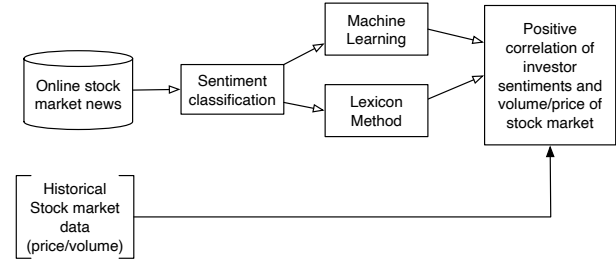 Online stock
market news
Sentiment
classification
Machine
Learning
Lexicon
Method
Positive
correlation of
investor
sentiments and
volume/price of
stock market
Historical
Stock market
data
(price/volume)